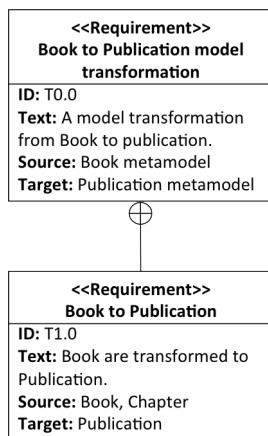 <<Requirement>>
Book to Publication model
transformation
ID: T0.0
Text: A model transformation
from Book to publication.
Source: Book metamodel
Target: Publication metamodel
<<Requirement>>
Book to Publication
ID: T1.0
Text: Book are transformed to
Publication.
Source: Book, Chapter
Target: Publication